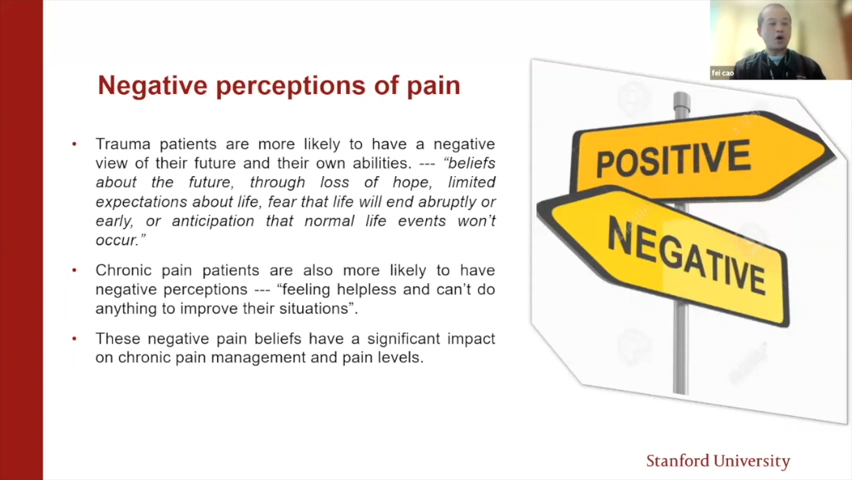 fei cao
Negative perceptions of pain
• Trauma patients are more likely to have a negative
view of their future and their own abilities. --- “beliefs
about the future, through loss of hope, limited
expectations about life, fear that life will end abruptly or
early, or anticipation that normal life events won’t
occur.”
• Chronic pain patients are also more likely to have
negative perceptions --- “feeling helpless and can’t do
anything to improve their situations”.
• These negative pain beliefs have a significant impact
on chronic pain management and pain levels.
POSITIVE
NEGATIVE
Stanford University